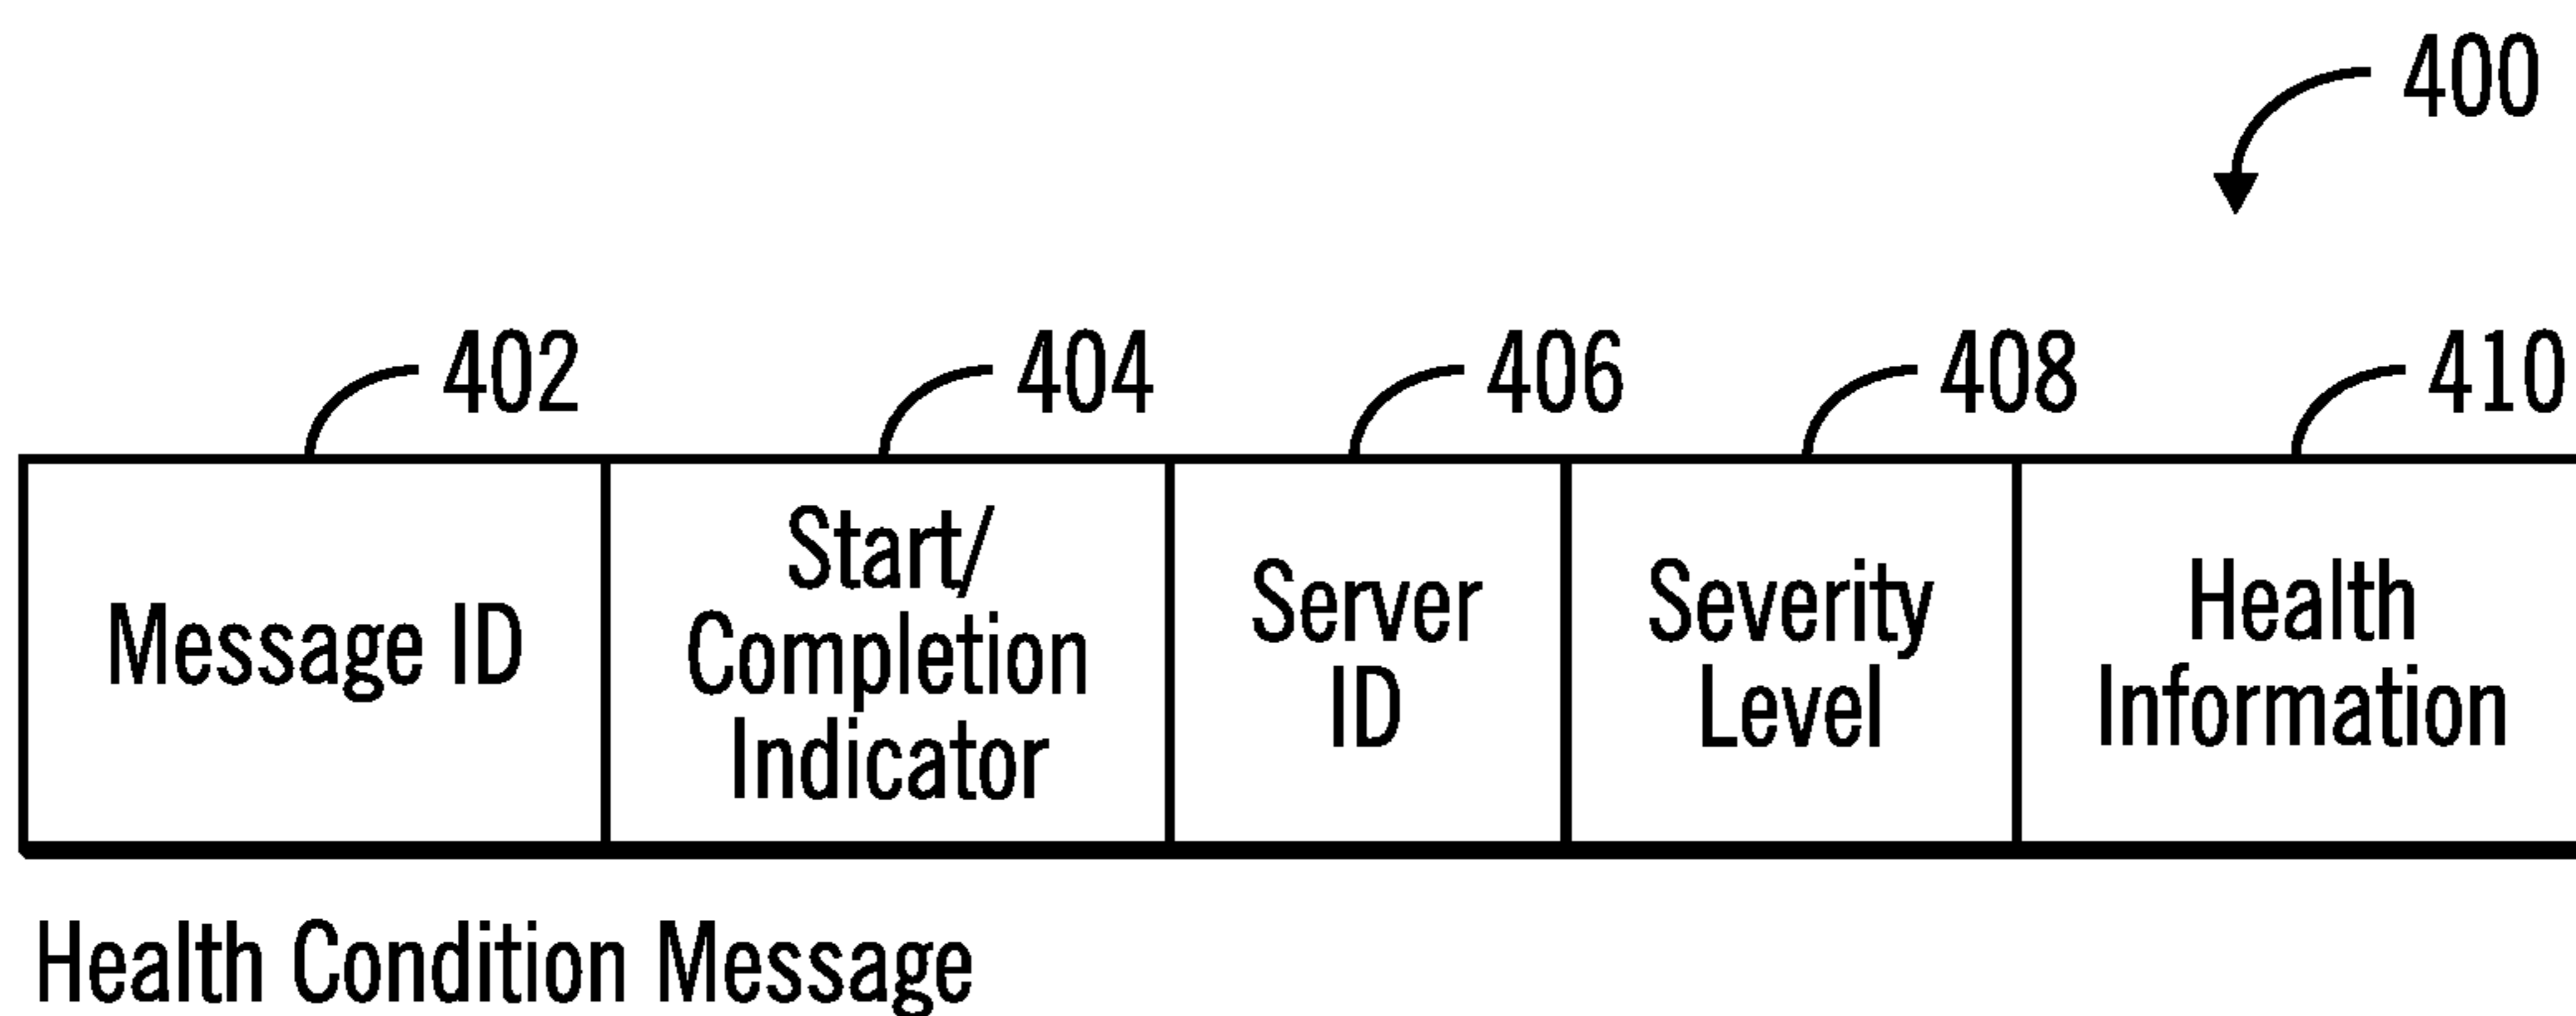 400
402
404
406
408
410
Message ID
Start/
Completion
Indicator
Server
ID
Severity
Level
Health
Information
Health Condition Message